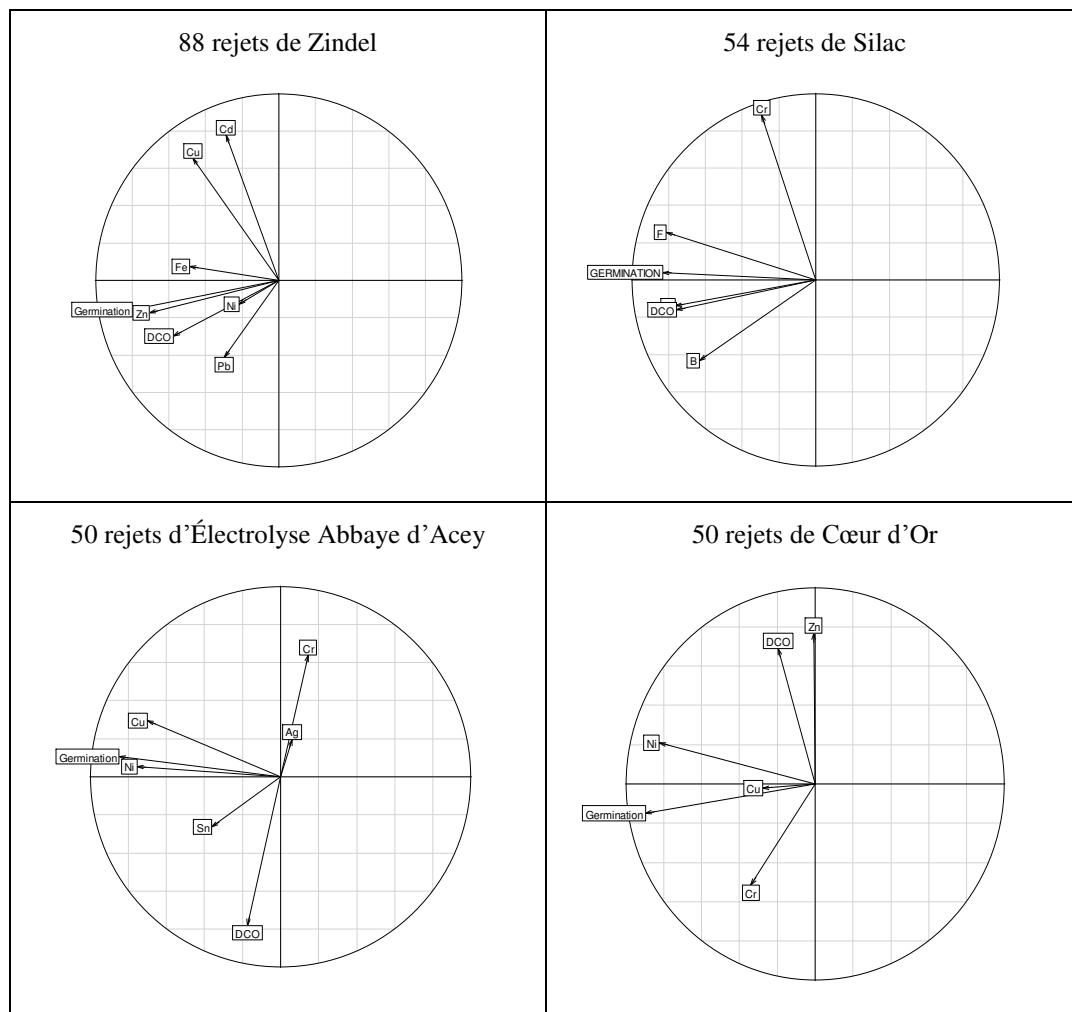 88 rejets de Zindel
Cd
Cu
Fe
Ni
Germination
Zn
DCO
Pb
54 rejets de Silac
Cr
F
GERMINATION
DCO
B
50 rejets d'Électrolyse Abbaye d'Acey
Cr
Ag
Cu
Germination
Ni
Sn
DCO
50 rejets de Cœur d'Or
Zn
DCO
Ni
Cu
Germination
Cr